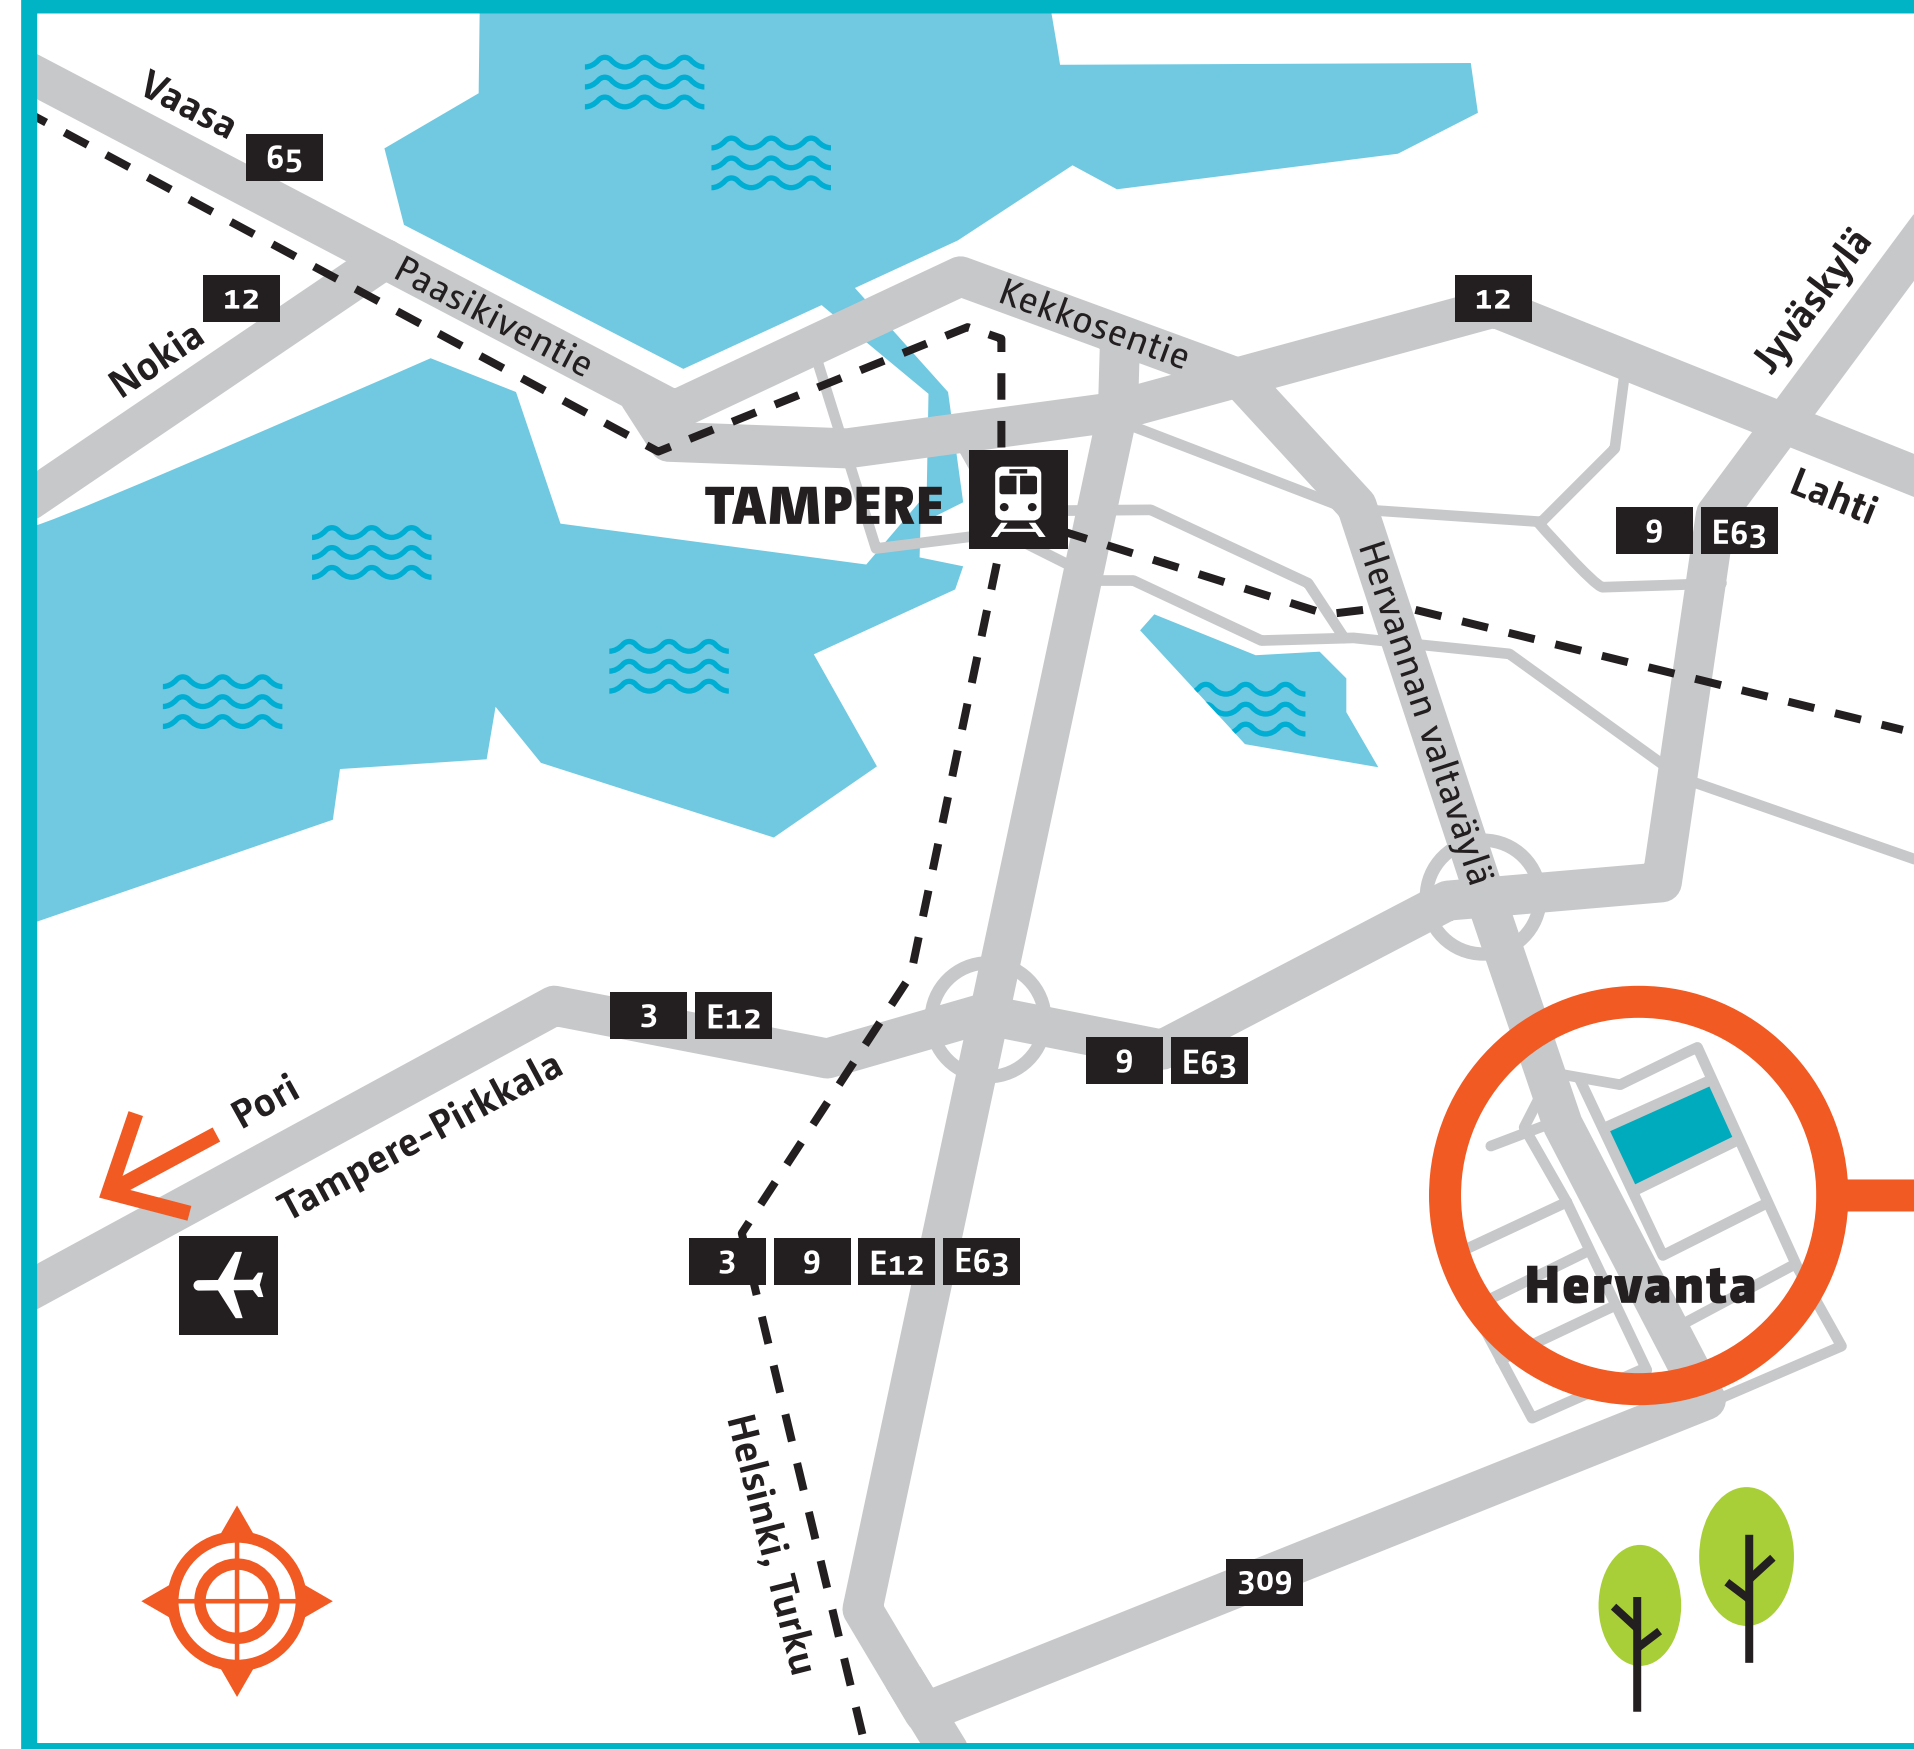 Vaasa
65
12
Nokia
Paasikiventie
Kekkosentie
12
Jyväskylä
Lahti
TAMPERE
9
E63
Hervannan valtaväylä
3
E12
9
E63
Pori
Tampere-Pirkkala
3
9
E12
E63
Hervanta
Helsinki, Turku
309